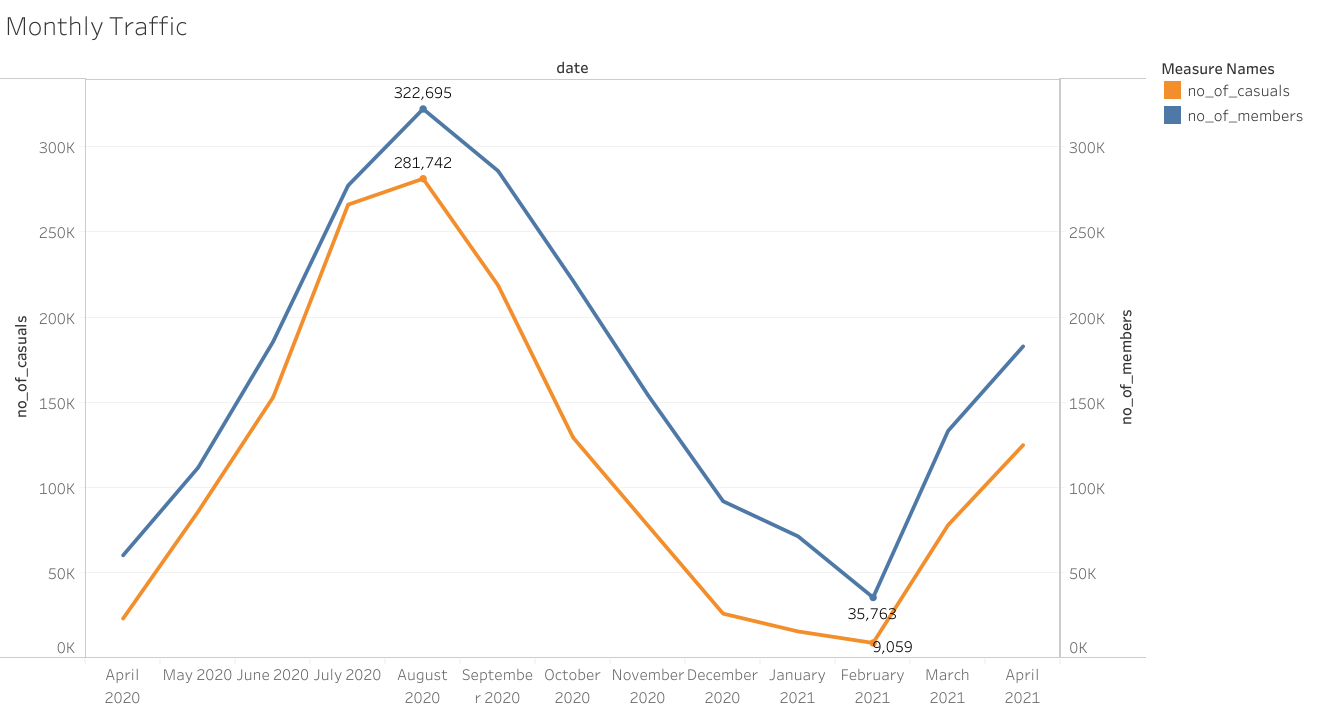 Monthly Traffic
date
Measure Names
no_of_casuals
no_of_members
322,695
281,742
300K
250K
200K
150K
100K
50K
0K
no_of_casuals
300K
250K
200K
150K
100K
50K
0K
no_of_members
35,763
9,059
April
2020
May 2020
June 2020
July 2020
August
2020
Septembe
r 2020
October
2020
November
2020
December
2020
January
2021
February
2021
March
2021
April
2021